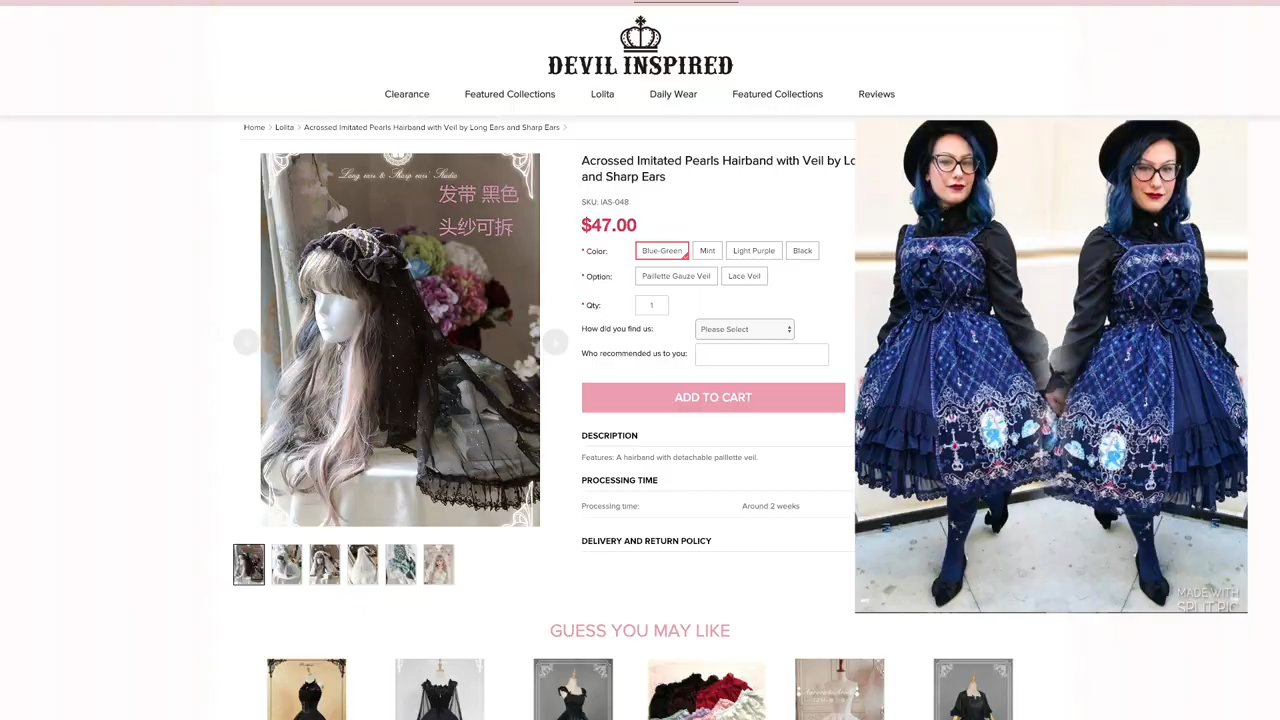 DEVIL INSPIRED
Clearance
Featured Collections
Lolita
Daily Wear
Featured Collections
Reviews
Home > Lolita > Acrossed Imitated Pearls Hairband with Veil by Long Ears and Sharp Ears >
Long ears & Sharp ears' Studio
发带 黑色
头纱可拆
Acrossed Imitated Pearls Hairband with Veil by Lo
and Sharp Ears
SKU: IAS-048
$47.00
* Color: Blue-Green Mint Light Purple Black
* Option: Paillette Gauze Veil Lace Veil
* Qty: 1
How did you find us: Please Select
Who recommended us to you:
ADD TO CART
DESCRIPTION
Features: A hairband with detachable paillette veil.
PROCESSING TIME
Processing time: Around 2 weeks
DELIVERY AND RETURN POLICY
MADE WITH
SPLIT PIC
GUESS YOU MAY LIKE